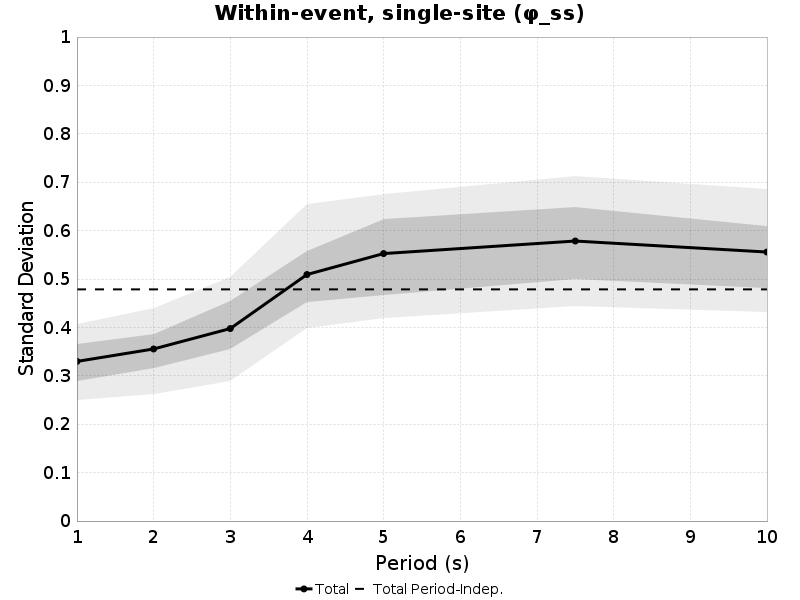 Within-event, single-site (φ_ss)
1
0.9
0.8
0.7
0.6
0.5
0.4
0.3
0.2
0.1
0
Standard Deviation
1 2 3 4 5 6 7 8 9 10
Period (s)
Total Total Period-Indep.